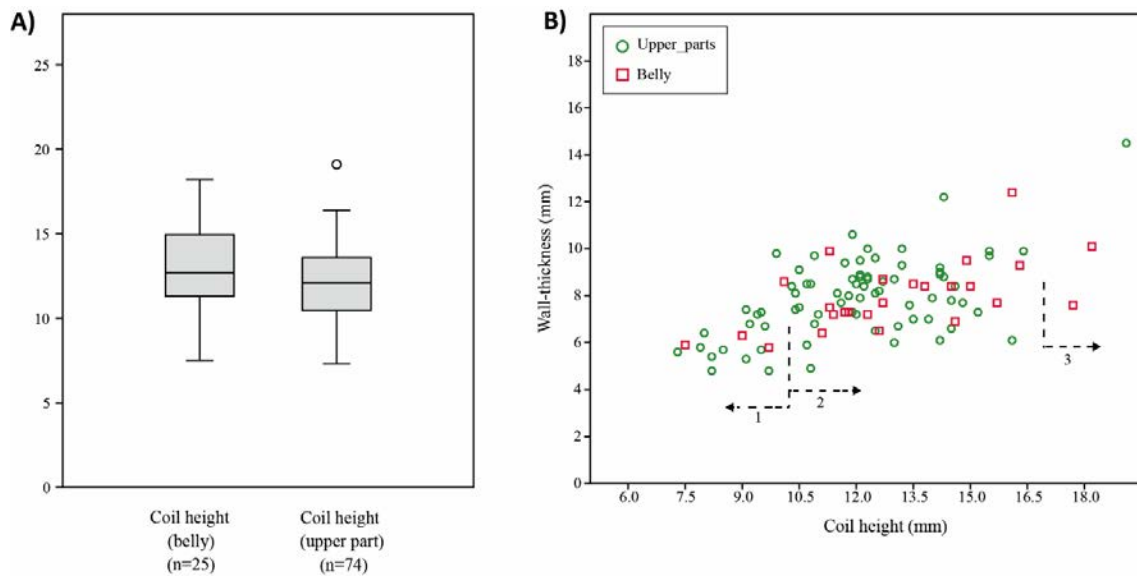 A)
25
20
15
10
5
0
Coil height
(belly)
(n=25)
Coil height
(upper part)
(n=74)
B)
Upper_parts
Belly
Wall-thickness (mm)
18
16
14
12
10
8
6
4
2
0
1
2
3
6.0 7.5 9.0 10.5 12.0 13.5 15.0 16.5 18.0
Coil height (mm)